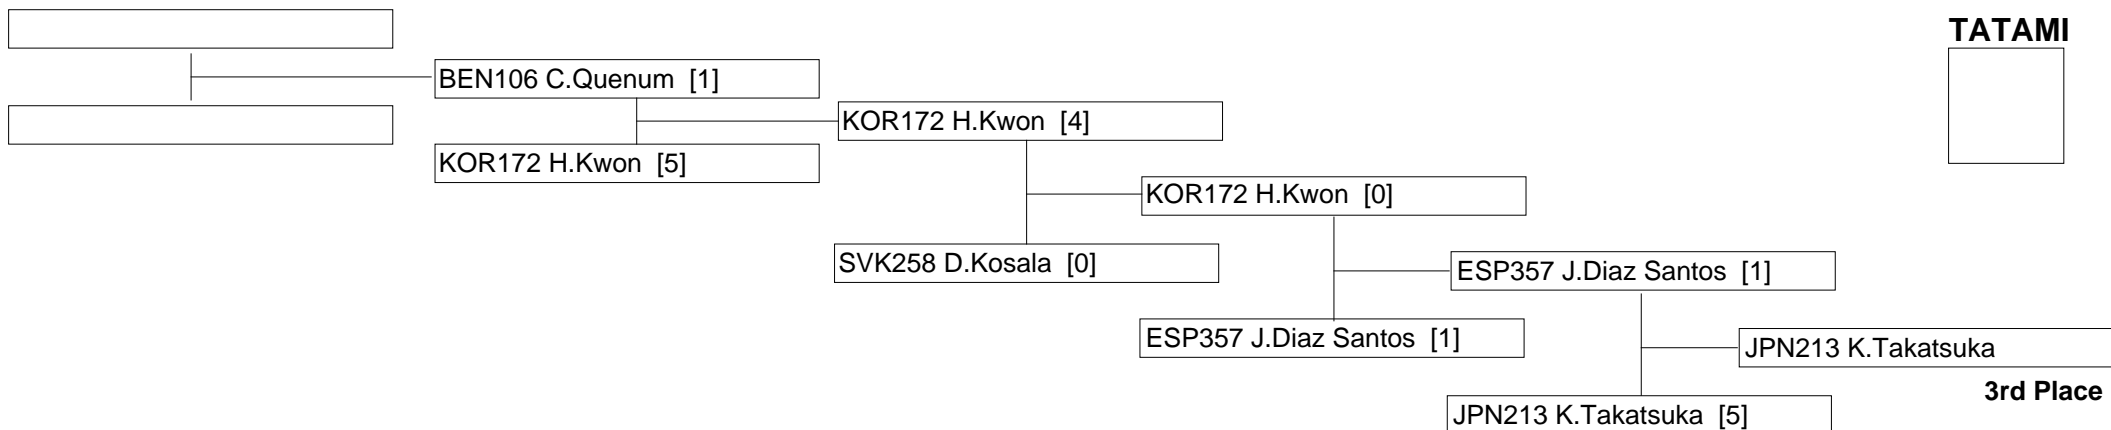 TATAMI
BEN106 C.Quenum [1]
KOR172 H.Kwon [4]
KOR172 H.Kwon [5]
KOR172 H.Kwon [0]
SVK258 D.Kosala [0]
ESP357 J.Diaz Santos [1]
ESP357 J.Diaz Santos [1]
JPN213 K.Takatsuka
3rd Place
JPN213 K.Takatsuka [5]